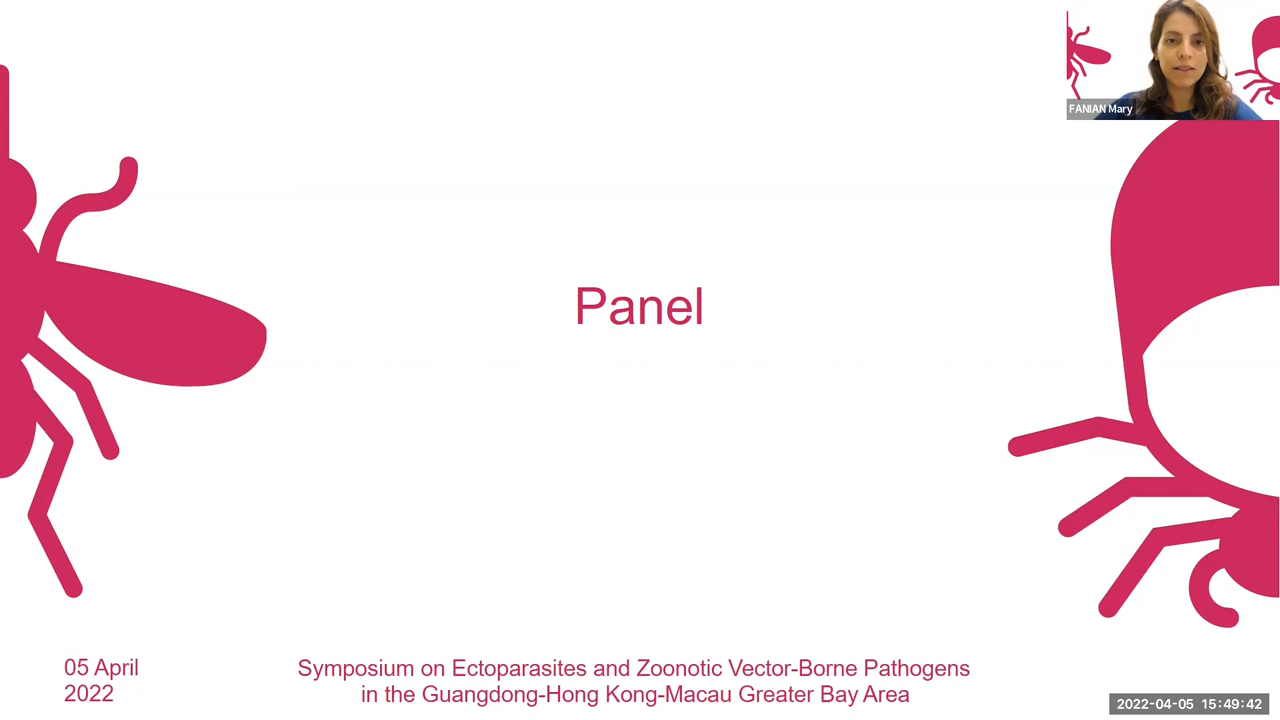 FANIAN Mary
Panel
05 April
2022
Symposium on Ectoparasites and Zoonotic Vector-Borne Pathogens
in the Guangdong-Hong Kong-Macau Greater Bay Area
2022-04-05 15:49:42